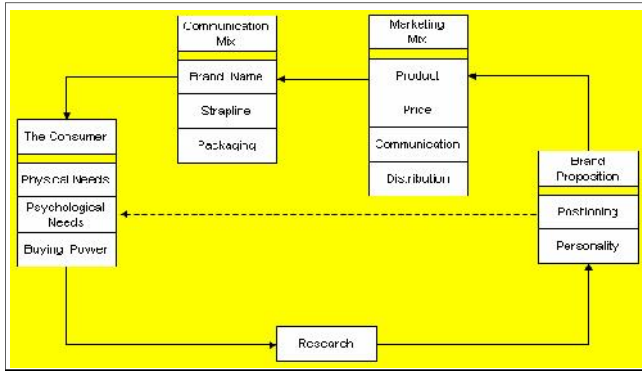 Communication
Mix
Brand Name
Strapline
Packaging
Marketing
Mix
Product
Price
Communication
Distribution
The Consumer
Physical Needs
Psychological
Needs
Buying Power
Brand
Proposition
Positioning
Personality
Research